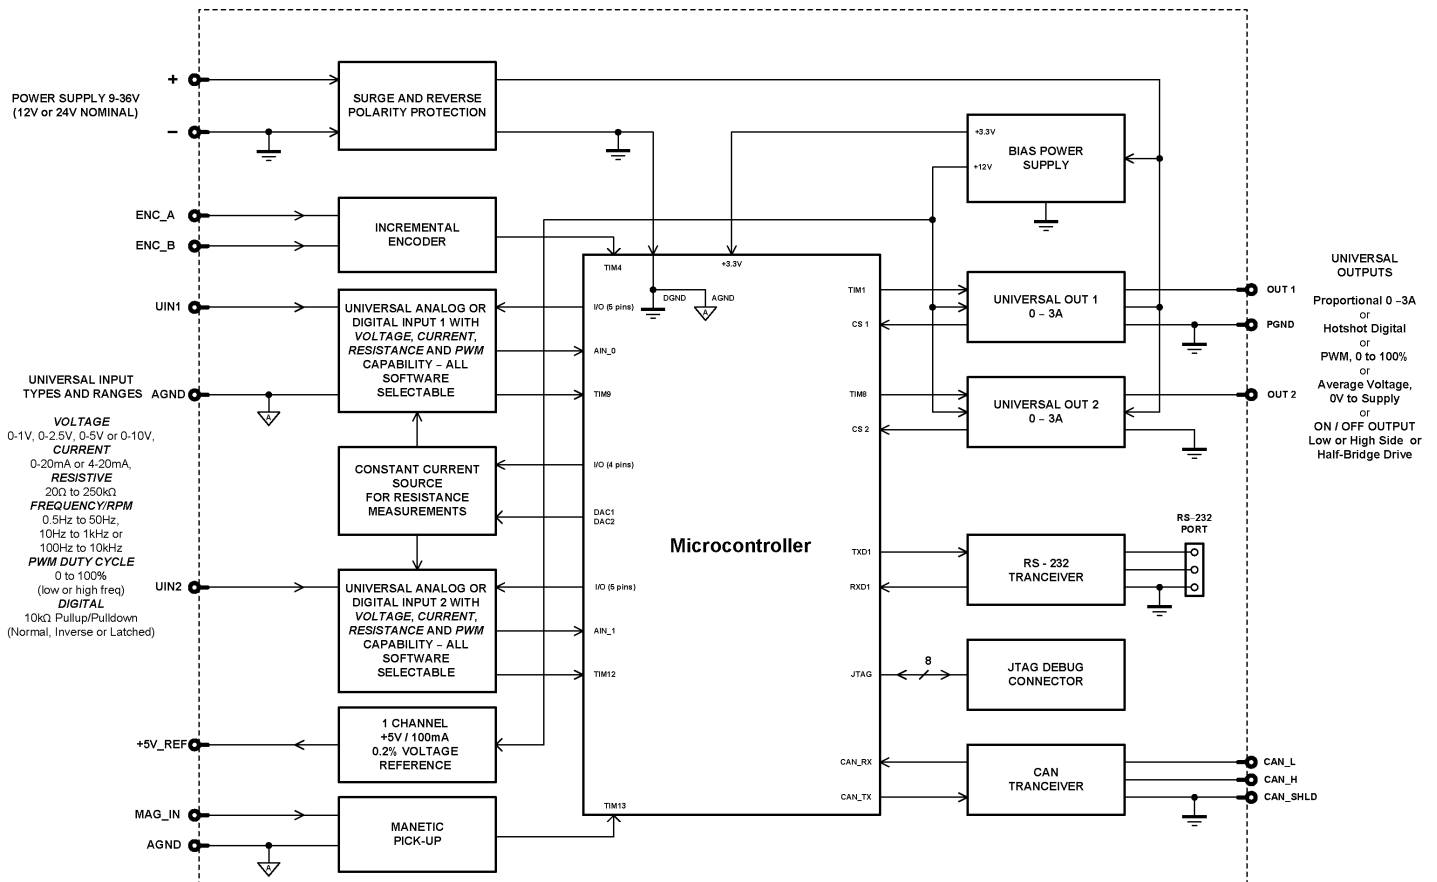 +
POWER SUPPLY 9-36V
(12V or 24V NOMINAL)
–
SURGE AND REVERSE
POLARITY PROTECTION
+3.3V
+12V
BIAS POWER
SUPPLY
ENC_A
ENC_B
INCREMENTAL
ENCODER
TIM4
+3.3V
DGND
AGND
A
UIN1
UNIVERSAL ANALOG OR
DIGITAL INPUT 1 WITH
VOLTAGE, CURRENT,
RESISTANCE AND PWM
CAPABILITY – ALL
SOFTWARE
SELECTABLE
I/O (5 pins)
AIN_0
TIM9
UNIVERSAL INPUT
TYPES AND RANGES
AGND
A
VOLTAGE
0-1V, 0-2.5V, 0-5V or 0-10V,
CURRENT
0-20mA or 4-20mA,
RESISTIVE
20Ω to 250kΩ
FREQUENCY/RPM
0.5Hz to 50Hz,
10Hz to 1kHz or
100Hz to 10kHz
PWM DUTY CYCLE
0 to 100%
(low or high freq)
DIGITAL
10kΩ Pullup/Pulldown
(Normal, Inverse or Latched)
CONSTANT CURRENT
SOURCE
FOR RESISTANCE
MEASUREMENTS
I/O (4 pins)
DAC1
DAC2
Microcontroller
UIN2
UNIVERSAL ANALOG OR
DIGITAL INPUT 2 WITH
VOLTAGE, CURRENT,
RESISTANCE AND PWM
CAPABILITY – ALL
SOFTWARE
SELECTABLE
I/O (5 pins)
AIN_1
TIM12
+5V_REF
1 CHANNEL
+5V / 100mA
0.2% VOLTAGE
REFERENCE
MAG_IN
AGND
A
MANETIC
PICK-UP
TIM13
TIM1
CS 1
UNIVERSAL OUT 1
0 – 3A
OUT 1
PGND
TIM8
CS 2
UNIVERSAL OUT 2
0 – 3A
OUT 2
UNIVERSAL
OUTPUTS
Proportional 0 –3A
or
Hotshot Digital
or
PWM, 0 to 100%
or
Average Voltage,
0V to Supply
or
ON / OFF OUTPUT
Low or High Side or
Half-Bridge Drive
TXD1
RXD1
RS - 232
TRANCEIVER
RS–232
PORT
JTAG
8
JTAG DEBUG
CONNECTOR
CAN_RX
CAN_TX
CAN
TRANCEIVER
CAN_L
CAN_H
CAN_SHLD